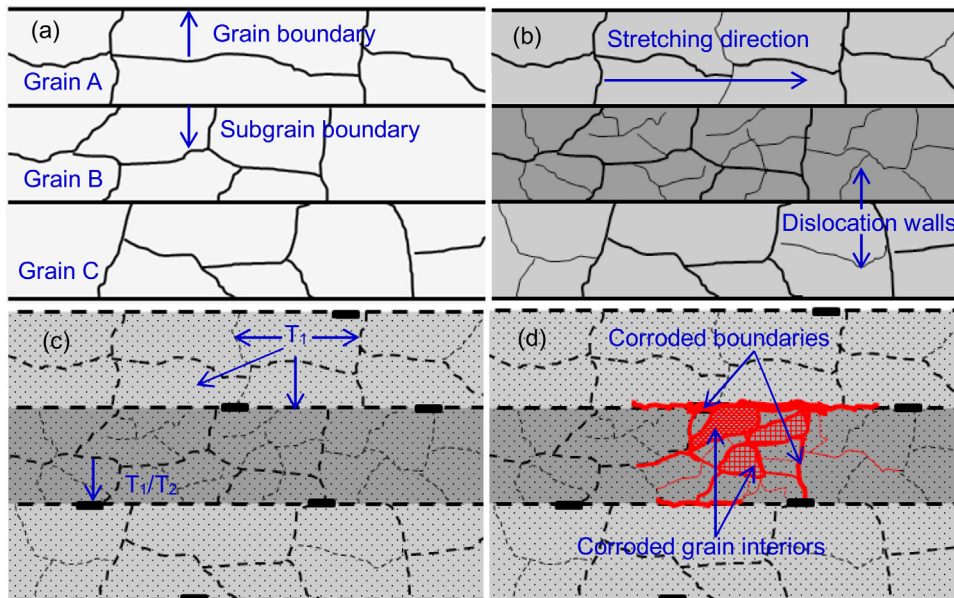 (a)
Grain boundary
Grain A
Subgrain boundary
Grain B
Grain C
(b)
Stretching direction
Dislocation walls
(c)
T₁
T₁/T₂
(d)
Corroded boundaries
Corroded grain interiors